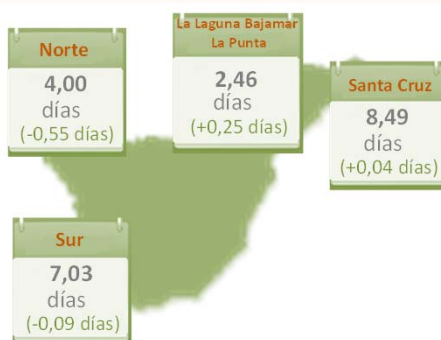 Norte
4,00
días
(-0,55 días)
La Laguna Bajamar
La Punta
2,46
días
(+0,25 días)
Santa Cruz
8,49
días
(+0,04 días)
Sur
7,03
días
(-0,09 días)